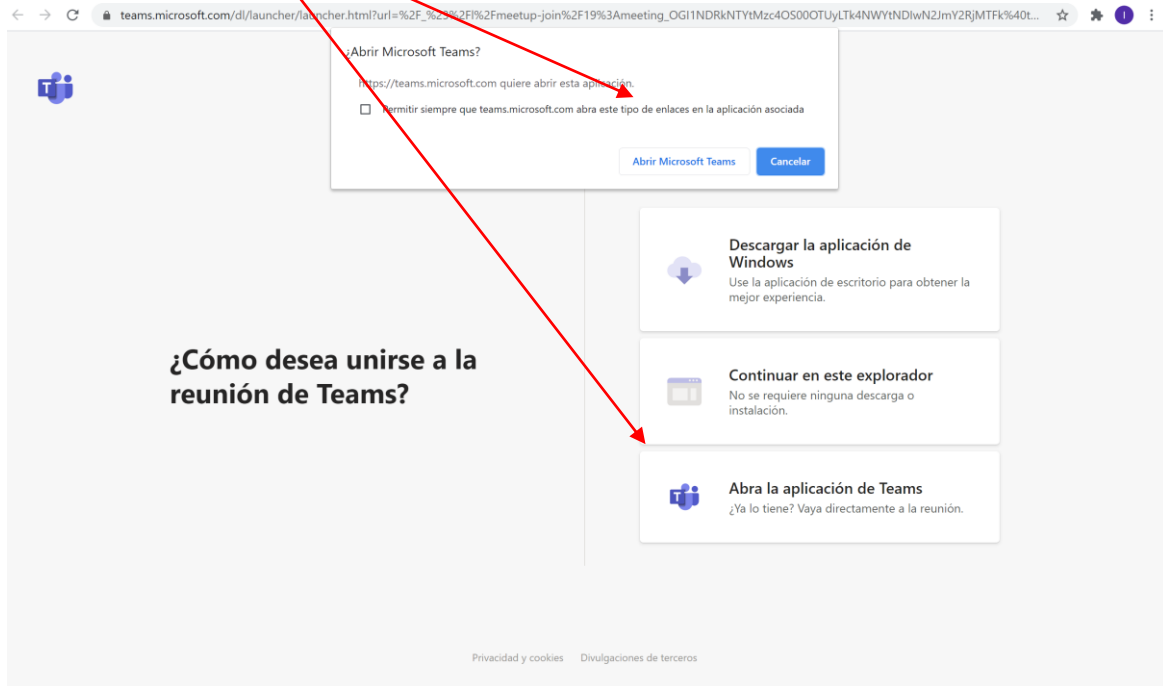 teams.microsoft.com/dl/launcher/launcher.html?url=%2F_%23%2Fl%2Fmeetup-join%2F19%3Ameeting_OGI1NDRkNTYtMzc4OS00OTUyLTk4NWYtNDIwN2JmY2RjMTFk%40t...
I
¿Abrir Microsoft Teams?
https://teams.microsoft.com quiere abrir esta aplicación.
Permitir siempre que teams.microsoft.com abra este tipo de enlaces en la aplicación asociada
Abrir Microsoft Teams
Cancelar
Descargar la aplicación de
Windows
Use la aplicación de escritorio para obtener la
mejor experiencia.
¿Cómo desea unirse a la
reunión de Teams?
Continuar en este explorador
No se requiere ninguna descarga o
instalación.
Abra la aplicación de Teams
¿Ya lo tiene? Vaya directamente a la reunión.
Privacidad y cookies
Divulgaciones de terceros